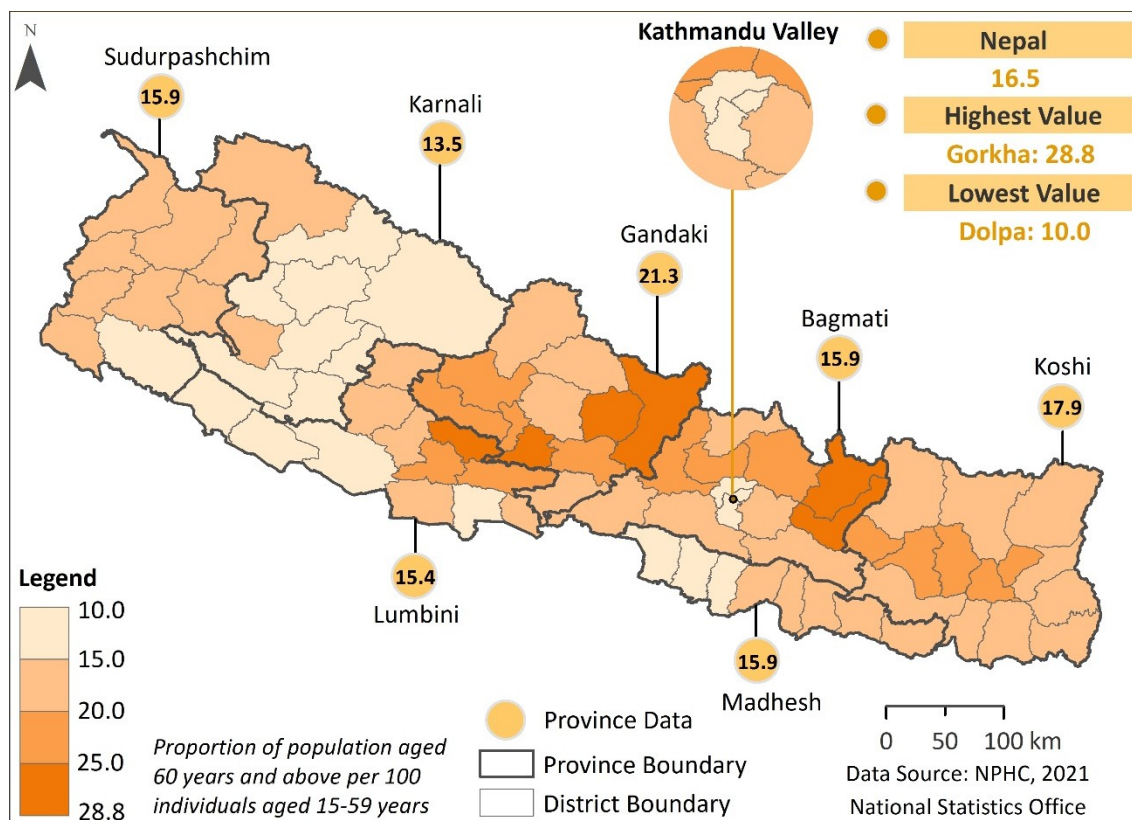 N
Sudurpashchim
15.9
Karnali
13.5
Gandaki
21.3
Kathmandu Valley
Bagmati
15.9
Koshi
17.9
Nepal
16.5
Highest Value
Gorkha: 28.8
Lowest Value
Dolpa: 10.0
15.4
Lumbini
15.9
Madhesh
Legend
10.0
15.0
20.0
25.0
28.8
Proportion of population aged
60 years and above per 100
individuals aged 15-59 years
Province Data
Province Boundary
District Boundary
0 50 100 km
Data Source: NPHC, 2021
National Statistics Office